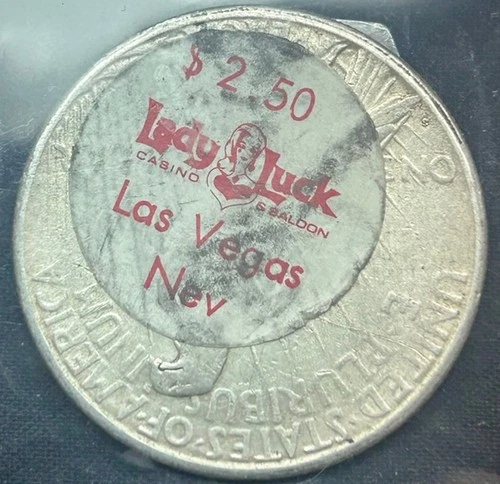 $ 2.50
Lady Luck
CASINO & SALOON
Las Vegas
Nev
UNITED·STATES·OF·AMERICA
PLURIBUS
UNUM